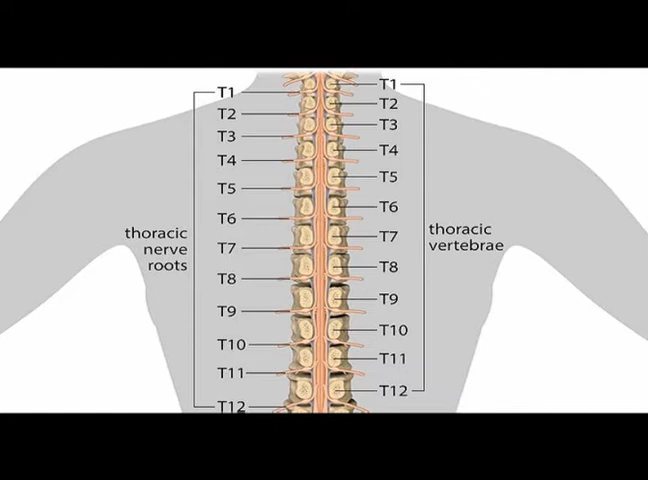 T1
T2
T3
T4
T5
T6
T7
T8
T9
T10
T11
T12
thoracic
nerve
roots
T1
T2
T3
T4
T5
T6
T7
T8
T9
T10
T11
T12
thoracic
vertebrae